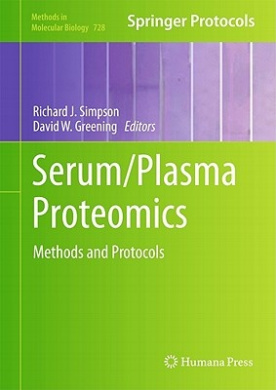 Methods in
Molecular Biology 728
Springer Protocols
Richard J. Simpson
David W. Greening Editors
Serum/Plasma
Proteomics
Methods and Protocols
Humana Press